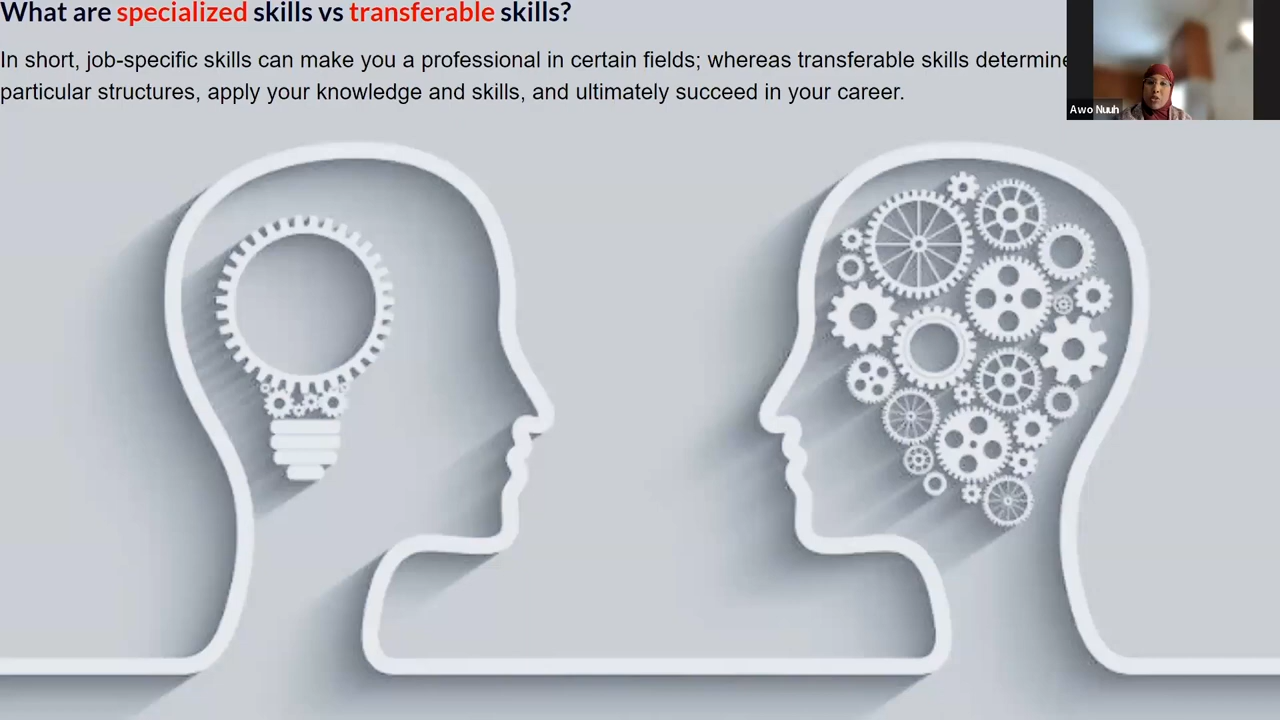 What are specialized skills vs transferable skills?
In short, job-specific skills can make you a professional in certain fields; whereas transferable skills determine
particular structures, apply your knowledge and skills, and ultimately succeed in your career.
Awo Nuuh